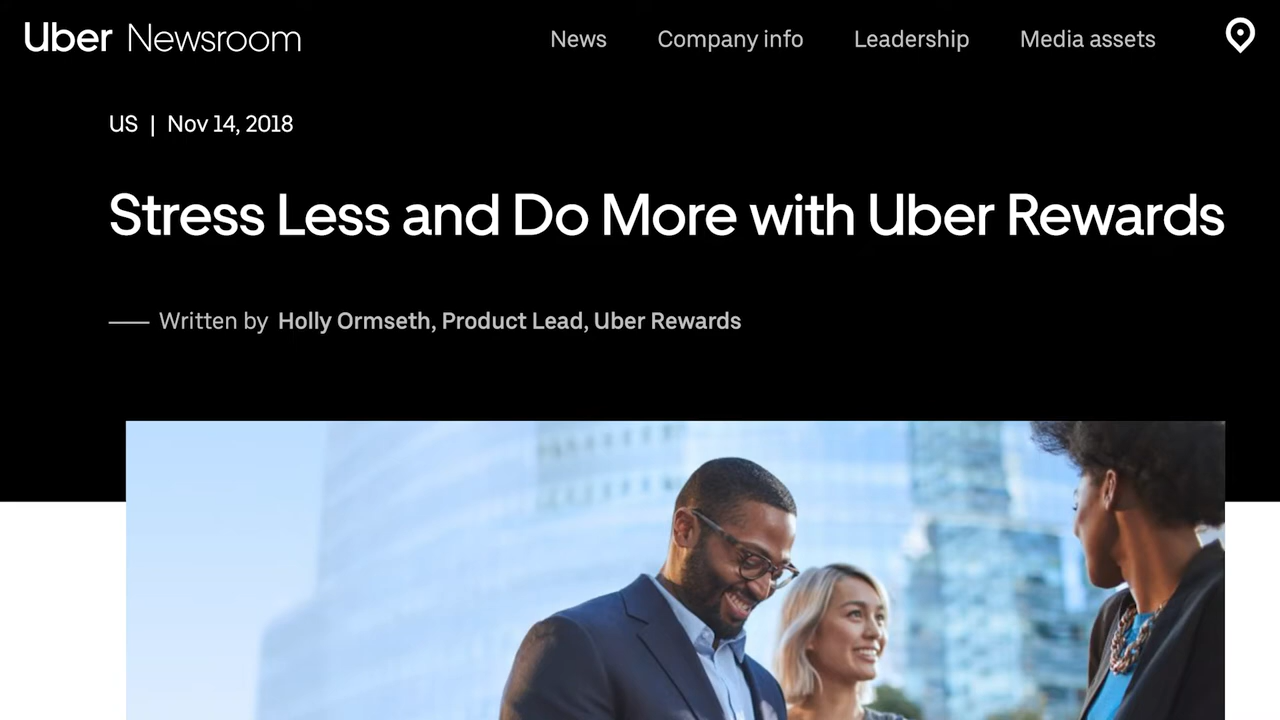 Uber Newsroom News Company info Leadership Media assets
US | Nov 14, 2018
Stress Less and Do More with Uber Rewards
Written by Holly Ormseth, Product Lead, Uber Rewards